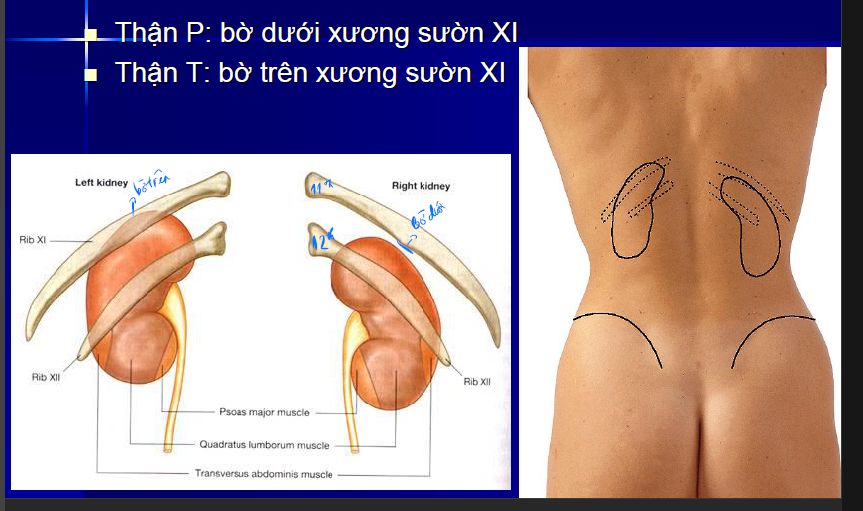 Thận P: bờ dưới xương sườn XI
Thận T: bờ trên xương sườn XI
Left kidney
bờ trên
11
Right kidney
Bờ dưới
Rib XI
12
Rib XII
Rib XII
Psoas major muscle
Quadratus lumborum muscle
Transversus abdominis muscle